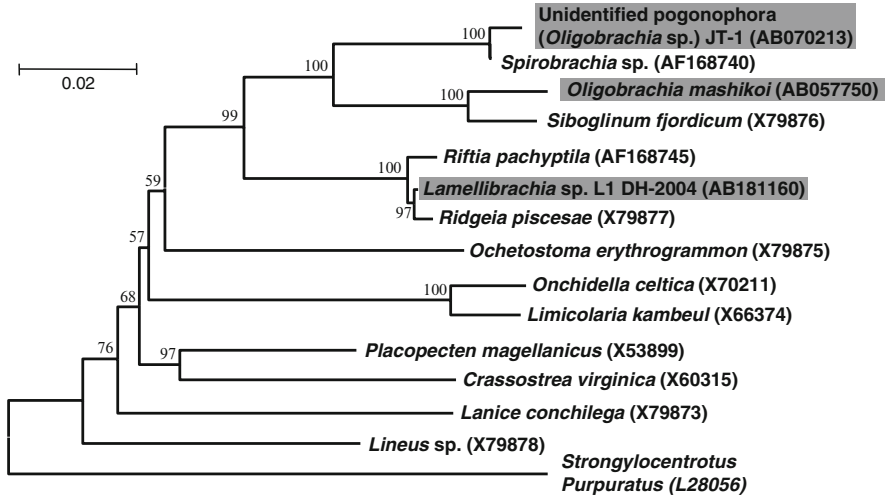 Unidentified pogonophora
(Oligobrachia sp.) JT-1 (AB070213)
100
Spirobrachia sp. (AF168740)
100
0.02
Oligobrachia mashikoi (AB057750)
100
Siboglinum fjordicum (X79876)
99
Riftia pachyptila (AF168745)
100
Lamellibrachia sp. L1 DH-2004 (AB181160)
59
97
Ridgeia piscesae (X79877)
57
Ochetostoma erythrogrammon (X79875)
Onchidella celtica (X70211)
100
68
Limicolaria kambeul (X66374)
76
97
Placopecten magellanicus (X53899)
Crassostrea virginica (X60315)
Lanice conchilega (X79873)
Lineus sp. (X79878)
Strongylocentrotus
Purpuratus (L28056)